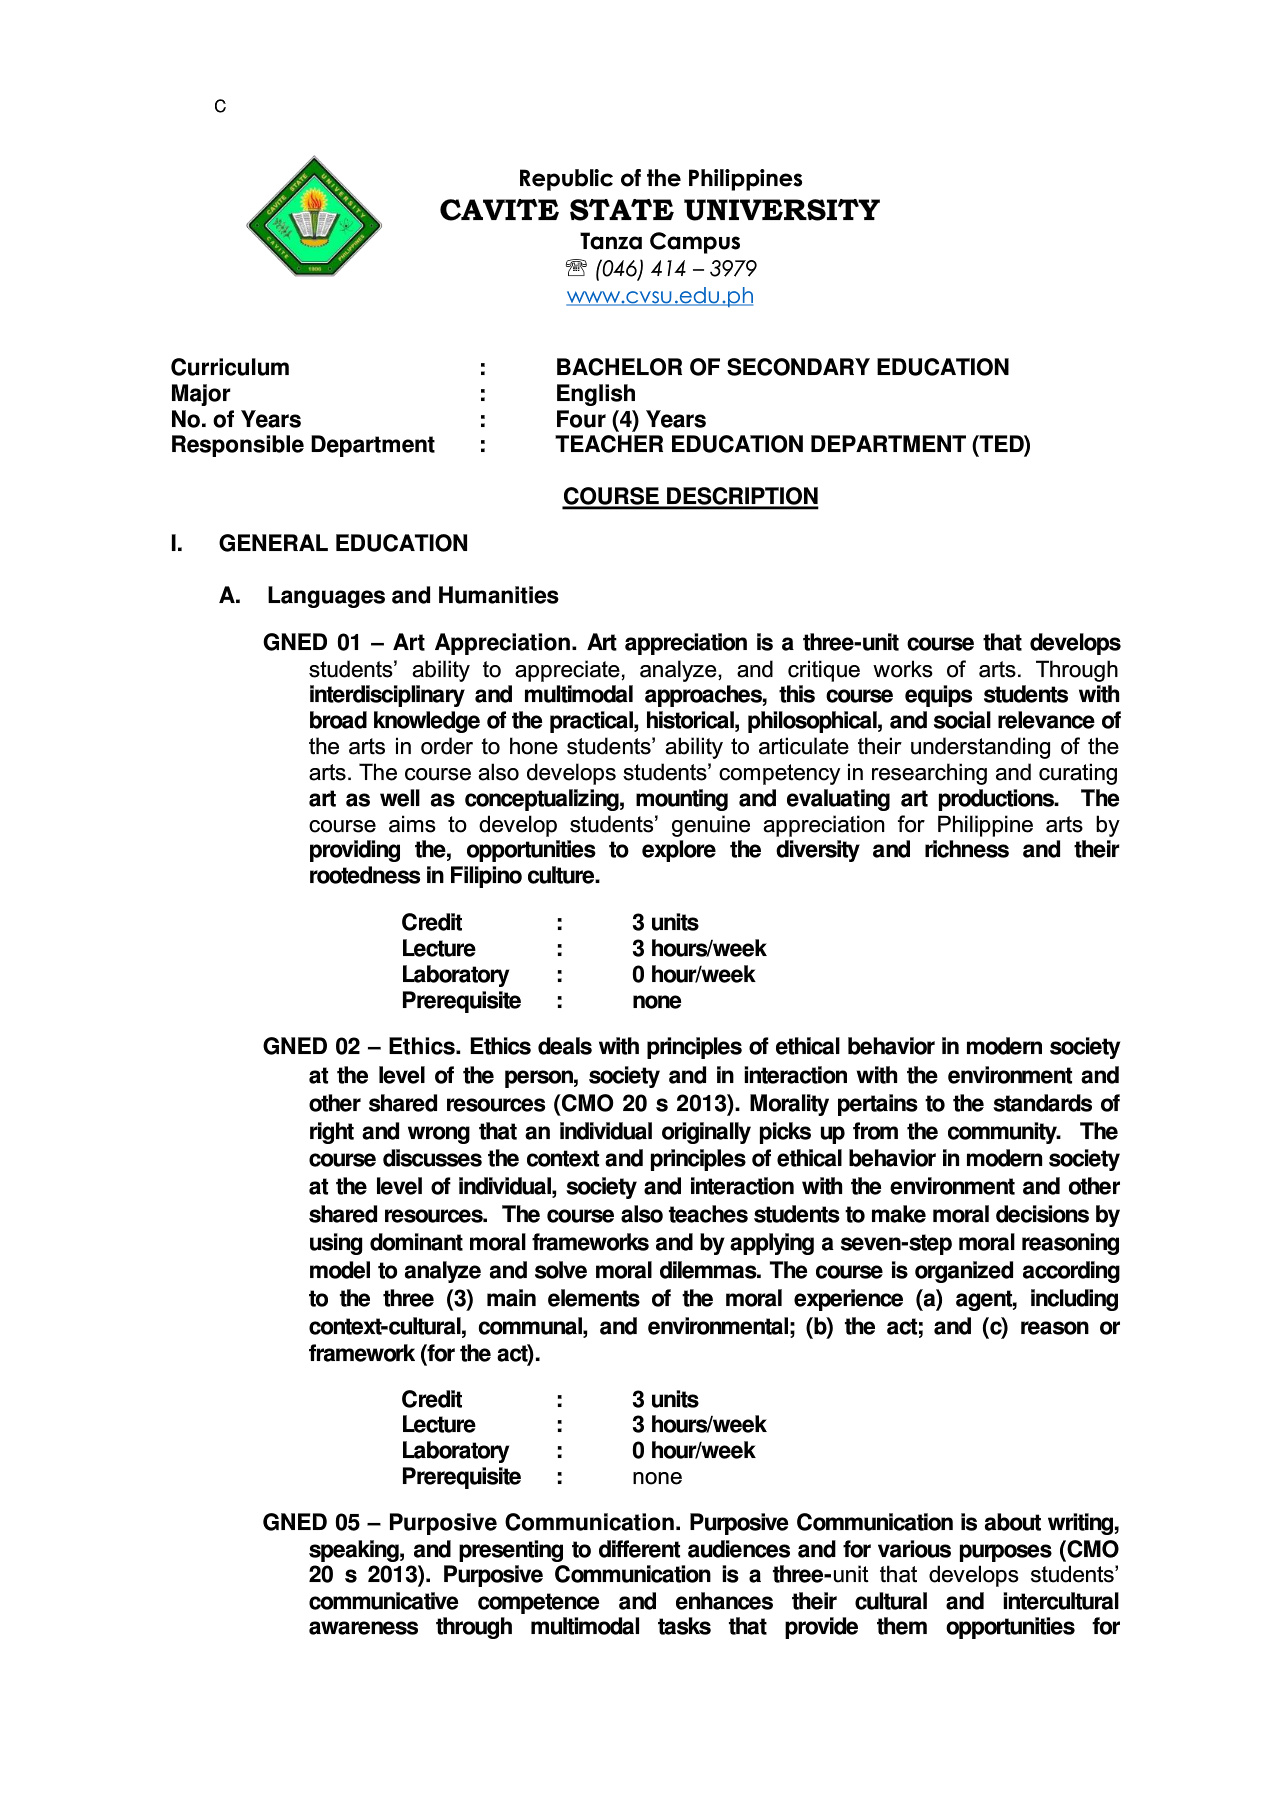 C
CAVITE STATE UNIVERSITY
CAVITE
PHILIPPINES
1906
Republic of the Philippines
CAVITE STATE UNIVERSITY
Tanza Campus
☏ (046) 414 – 3979
www.cvsu.edu.ph
Curriculum : BACHELOR OF SECONDARY EDUCATION
Major : English
No. of Years : Four (4) Years
Responsible Department : TEACHER EDUCATION DEPARTMENT (TED)
COURSE DESCRIPTION
I. GENERAL EDUCATION
A. Languages and Humanities
GNED 01 – Art Appreciation. Art appreciation is a three-unit course that develops
students’ ability to appreciate, analyze, and critique works of arts. Through
interdisciplinary and multimodal approaches, this course equips students with
broad knowledge of the practical, historical, philosophical, and social relevance of
the arts in order to hone students’ ability to articulate their understanding of the
arts. The course also develops students’ competency in researching and curating
art as well as conceptualizing, mounting and evaluating art productions. The
course aims to develop students’ genuine appreciation for Philippine arts by
providing the, opportunities to explore the diversity and richness and their
rootedness in Filipino culture.
Credit : 3 units
Lecture : 3 hours/week
Laboratory : 0 hour/week
Prerequisite : none
GNED 02 – Ethics. Ethics deals with principles of ethical behavior in modern society
at the level of the person, society and in interaction with the environment and
other shared resources (CMO 20 s 2013). Morality pertains to the standards of
right and wrong that an individual originally picks up from the community. The
course discusses the context and principles of ethical behavior in modern society
at the level of individual, society and interaction with the environment and other
shared resources. The course also teaches students to make moral decisions by
using dominant moral frameworks and by applying a seven-step moral reasoning
model to analyze and solve moral dilemmas. The course is organized according
to the three (3) main elements of the moral experience (a) agent, including
context-cultural, communal, and environmental; (b) the act; and (c) reason or
framework (for the act).
Credit : 3 units
Lecture : 3 hours/week
Laboratory : 0 hour/week
Prerequisite : none
GNED 05 – Purposive Communication. Purposive Communication is about writing,
speaking, and presenting to different audiences and for various purposes (CMO
20 s 2013). Purposive Communication is a three-unit that develops students’
communicative competence and enhances their cultural and intercultural
awareness through multimodal tasks that provide them opportunities for